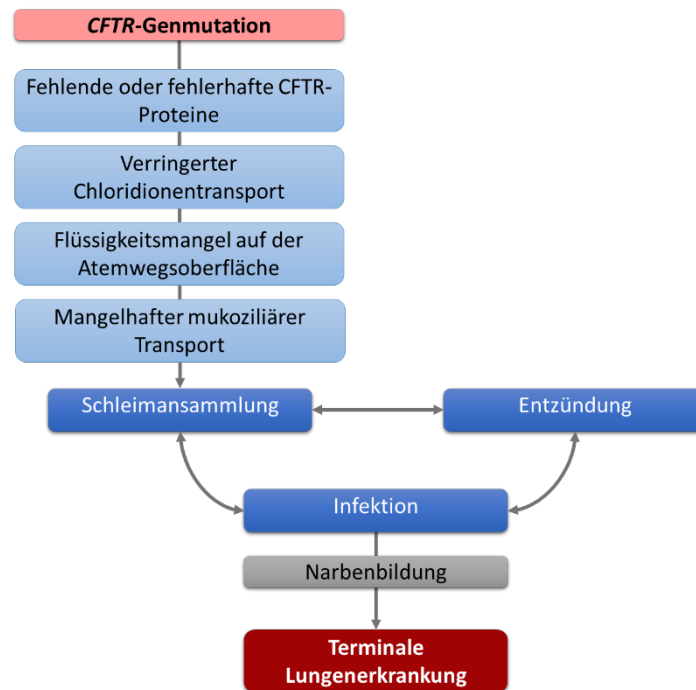 CFTR-Genmutation
Fehlende oder fehlerhafte CFTR-
Proteine
Verringerter
Chloridionentransport
Flüssigkeitsmangel auf der
Atemwegsoberfläche
Mangelhafter mukoziliärer
Transport
Schleimansammlung
Entzündung
Infektion
Narbenbildung
Terminale
Lungenerkrankung